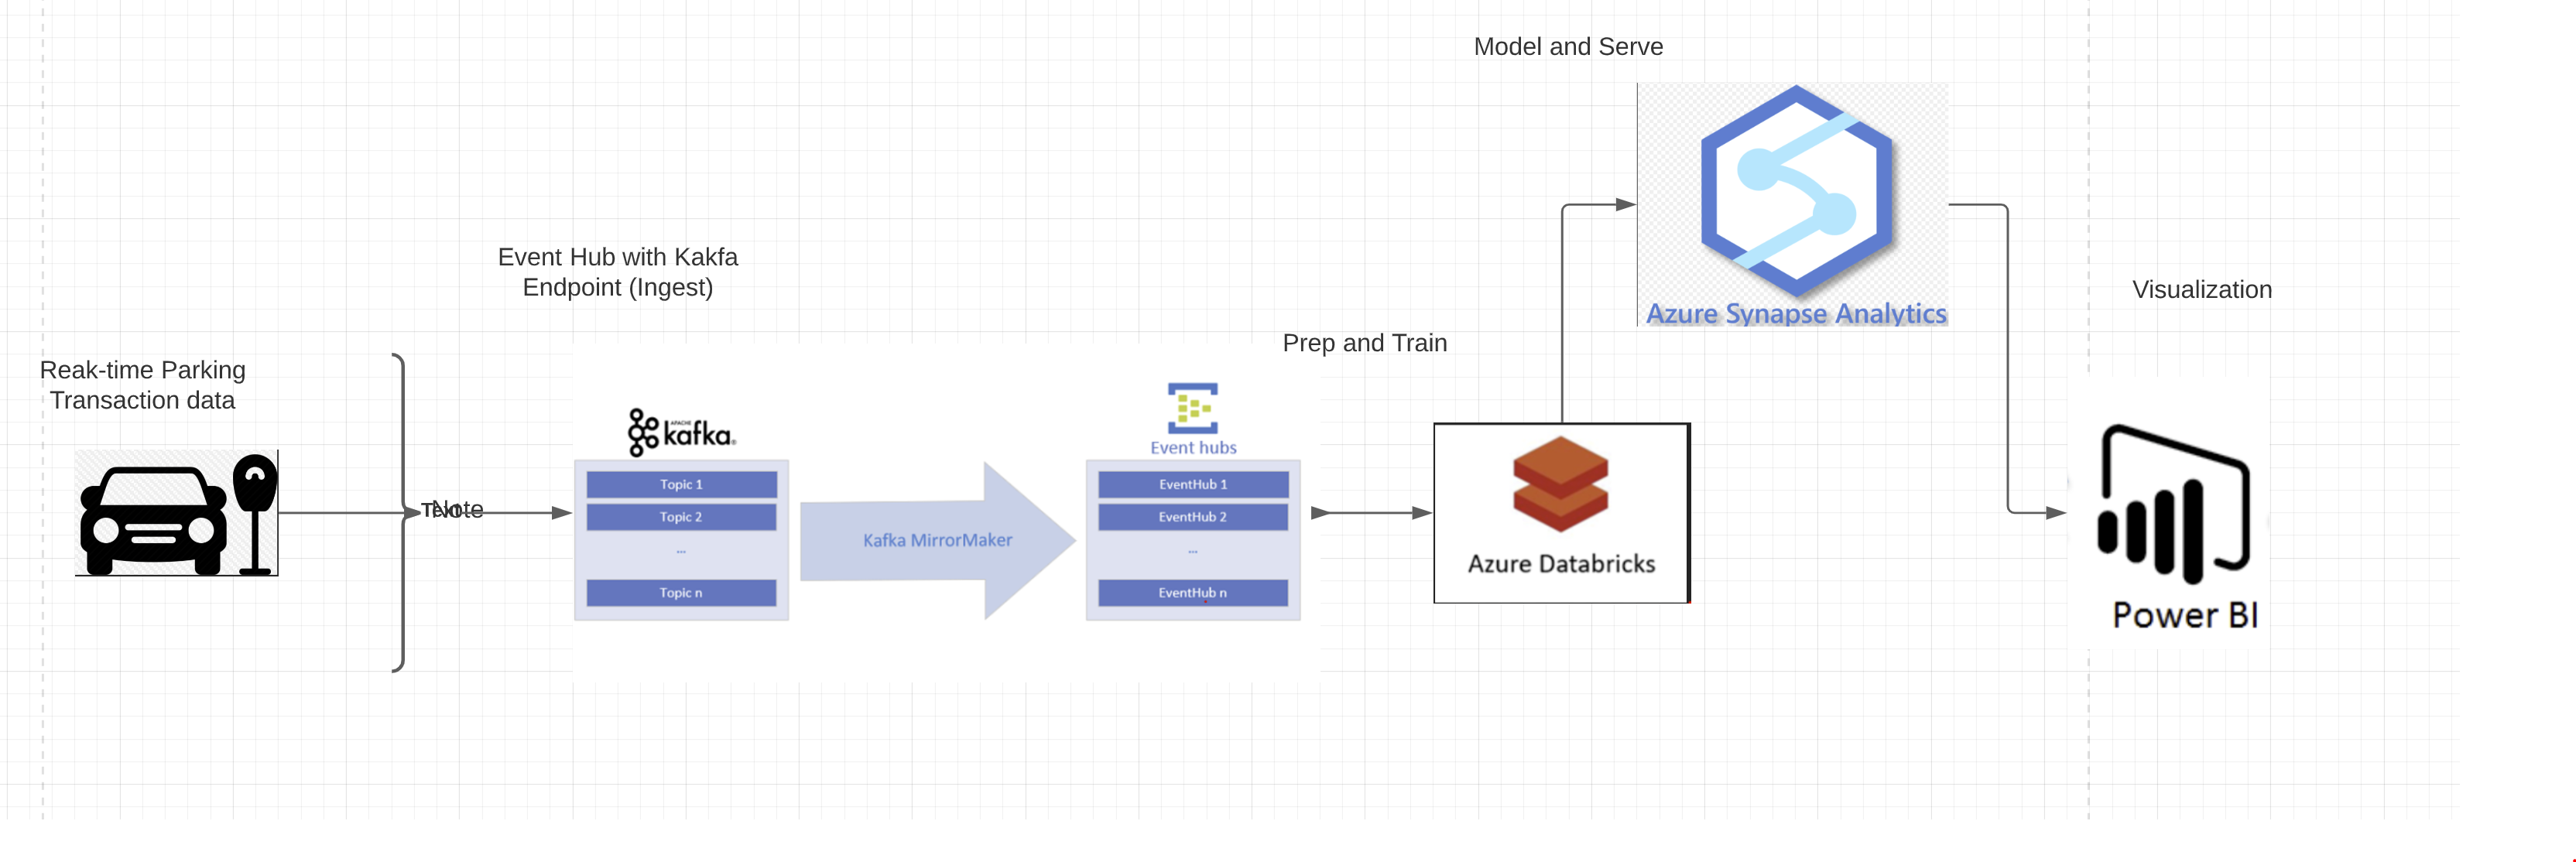 Model and Serve
Azure Synapse Analytics
Event Hub with Kakfa
Endpoint (Ingest)
Visualization
Prep and Train
Reak-time Parking
Transaction data
APACHE
kafka
Event hubs
Topic 1
Topic 2
...
Topic n
Kafka MirrorMaker
EventHub 1
EventHub 2
...
EventHub n
Text
Note
Azure Databricks
Power BI